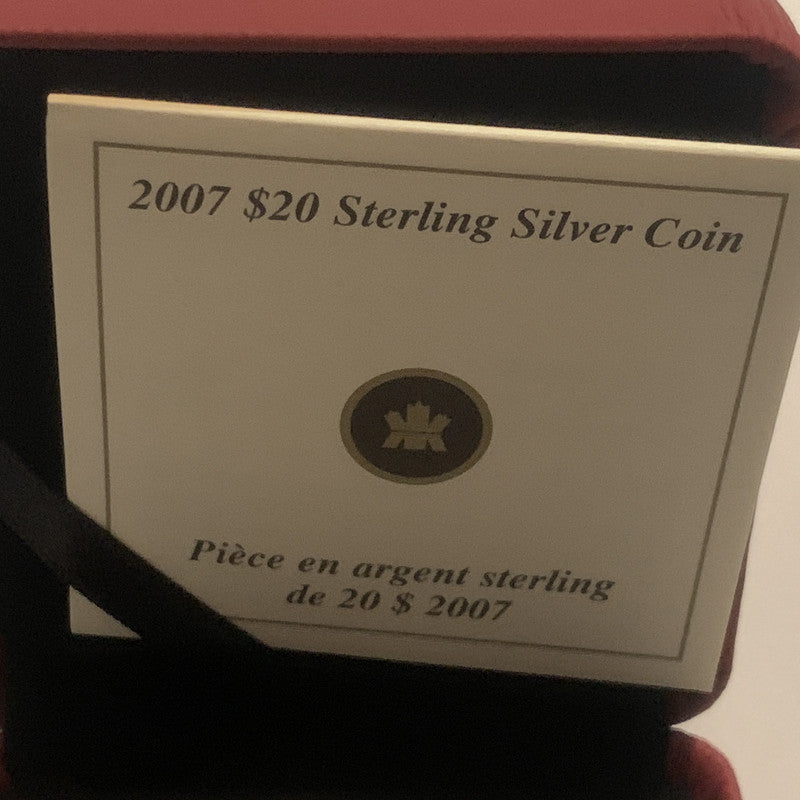 2007 $20 Sterling Silver Coin
Pièce en argent sterling
de 20 $ 2007